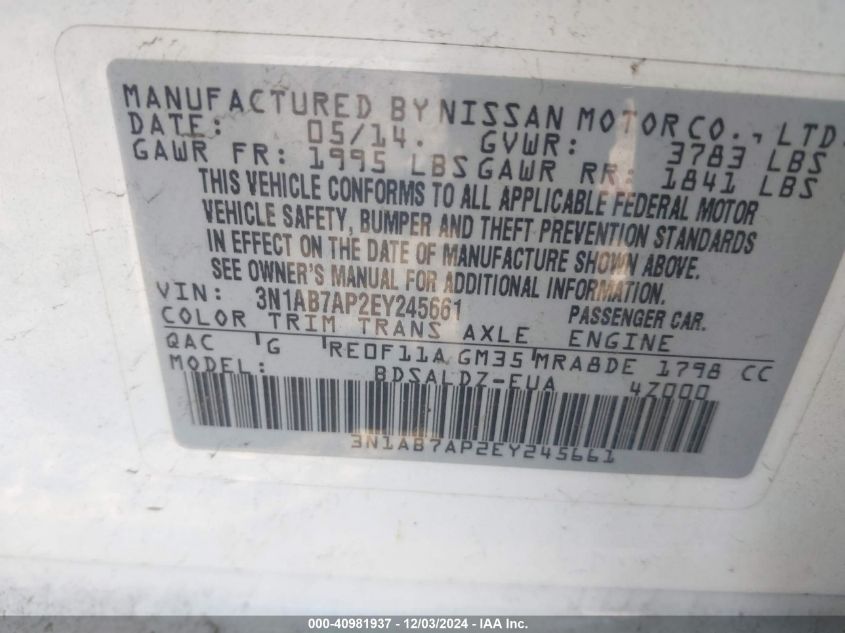 MANUFACTURED BY NISSAN MOTOR CO., LTD.
DATE: 05/14. GVWR: 3783 LBS
GAWR FR: 1995 LBS GAWR RR: 1841 LBS
THIS VEHICLE CONFORMS TO ALL APPLICABLE FEDERAL MOTOR
VEHICLE SAFETY, BUMPER AND THEFT PREVENTION STANDARDS
IN EFFECT ON THE DATE OF MANUFACTURE SHOWN ABOVE.
SEE OWNER'S MANUAL FOR ADDITIONAL INFORMATION.
VIN: 3N1AB7AP2EY245661 PASSENGER CAR.
COLOR TRIM TRANS AXLE ENGINE
QAC G RE0F11A GM35 MRA8DE 1798 CC
MODEL: BDSALDZ-EUA 4Z000
3N1AB7AP2EY245661
000-40981937 - 12/03/2024 - IAA Inc.